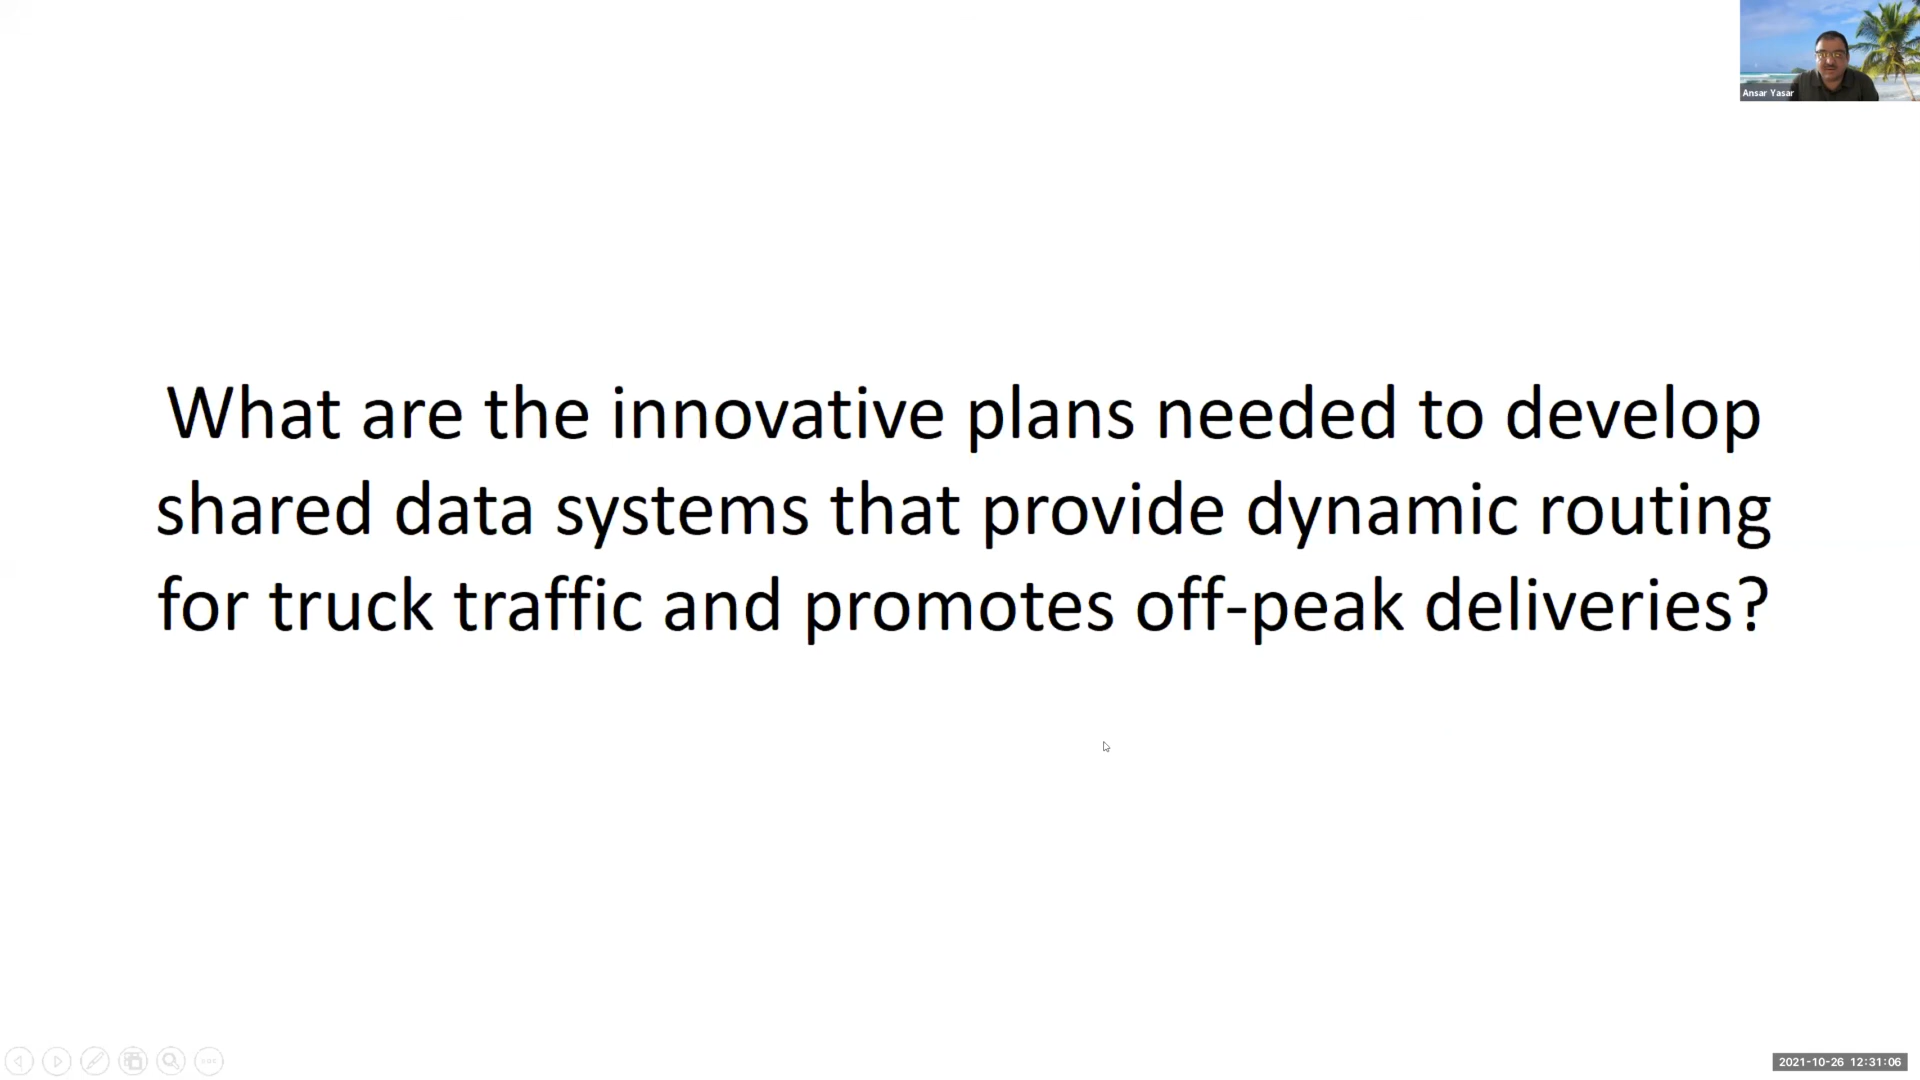 Ansar Yasar
What are the innovative plans needed to develop
shared data systems that provide dynamic routing
for truck traffic and promotes off-peak deliveries?
2021-10-26 12:31:06